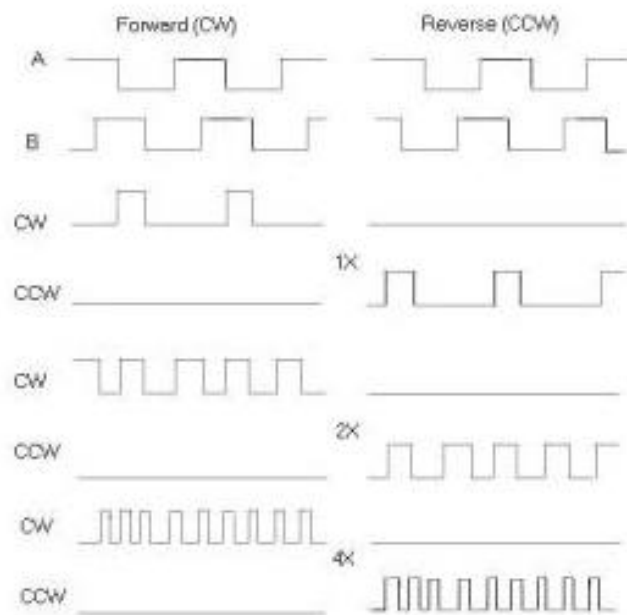 Forward (CW) Reverse (CCW)
A
B
CW
1X
CCW
CW
2X
CCW
CW
4X
CCW